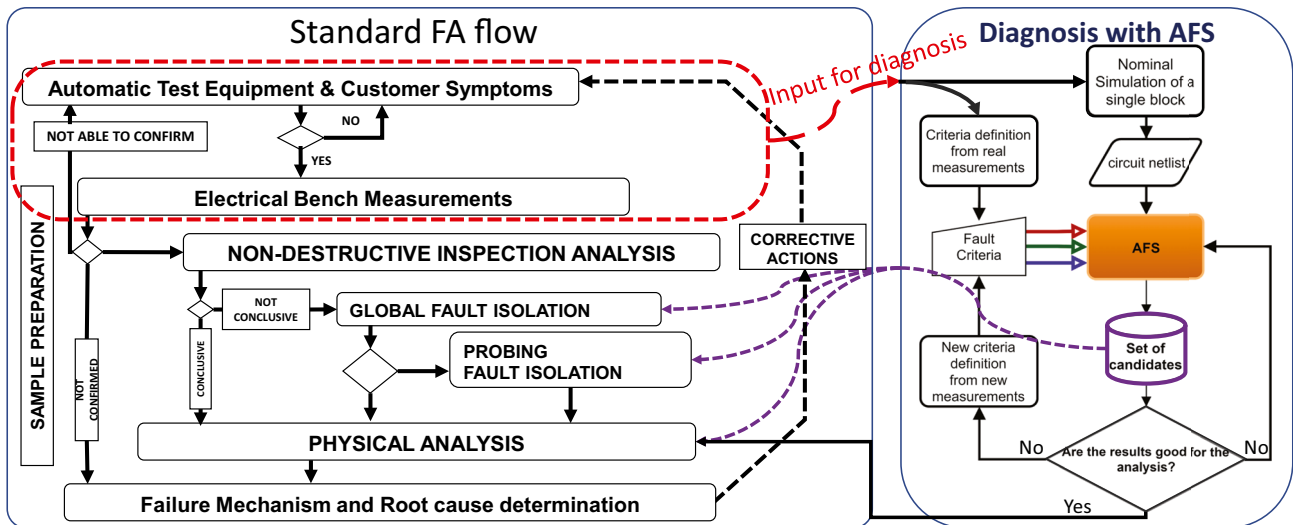 Standard FA flow
Automatic Test Equipment & Customer Symptoms
NOT ABLE TO CONFIRM
NO
YES
Electrical Bench Measurements
SAMPLE PREPARATION
NON-DESTRUCTIVE INSPECTION ANALYSIS
CORRECTIVE
ACTIONS
NOT
CONCLUSIVE
GLOBAL FAULT ISOLATION
CONCLUSIVE
NOT
CONFIRMED
PROBING
FAULT ISOLATION
PHYSICAL ANALYSIS
Failure Mechanism and Root cause determination
Input for diagnosis
Diagnosis with AFS
Nominal
Simulation of a
single block
Criteria definition
from real
measurements
circuit netlist
Fault
Criteria
AFS
Set of
candidates
New criteria
definition
from new
measurements
No
Are the results good for the
analysis?
No
Yes